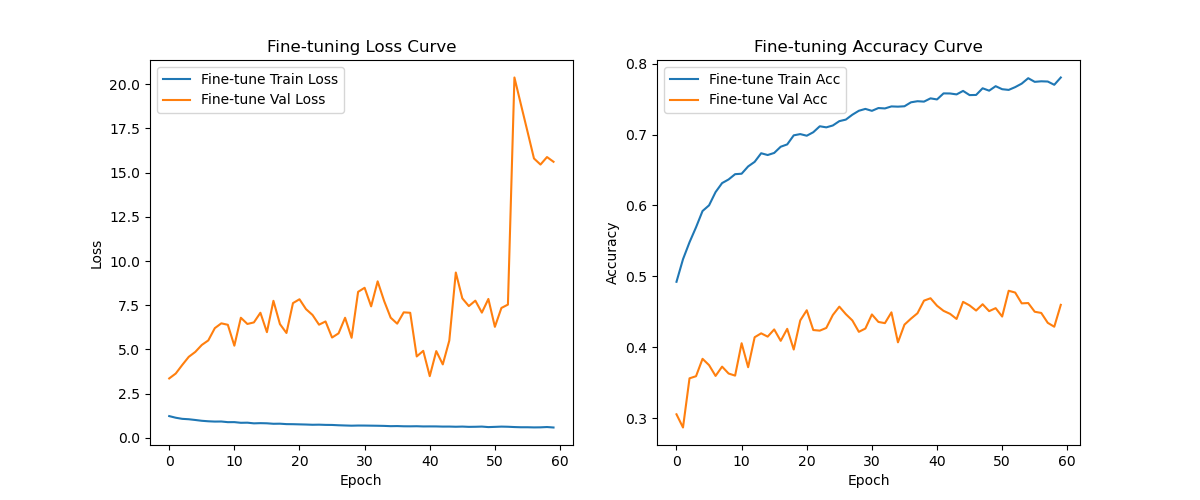 Fine-tuning Loss Curve
Fine-tune Train Loss
Fine-tune Val Loss
20.0
17.5
15.0
12.5
10.0
7.5
5.0
2.5
0.0
Loss
0 10 20 30 40 50 60
Epoch
Fine-tuning Accuracy Curve
Fine-tune Train Acc
Fine-tune Val Acc
0.8
0.7
0.6
0.5
0.4
0.3
Accuracy
0 10 20 30 40 50 60
Epoch